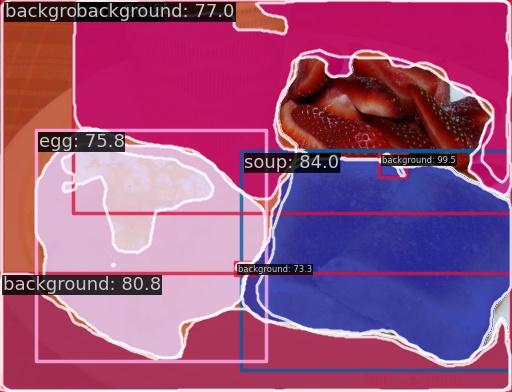 backgrobackground: 77.0
egg: 75.8
soup: 84.0
background: 99.5
background: 73.3
background: 80.8